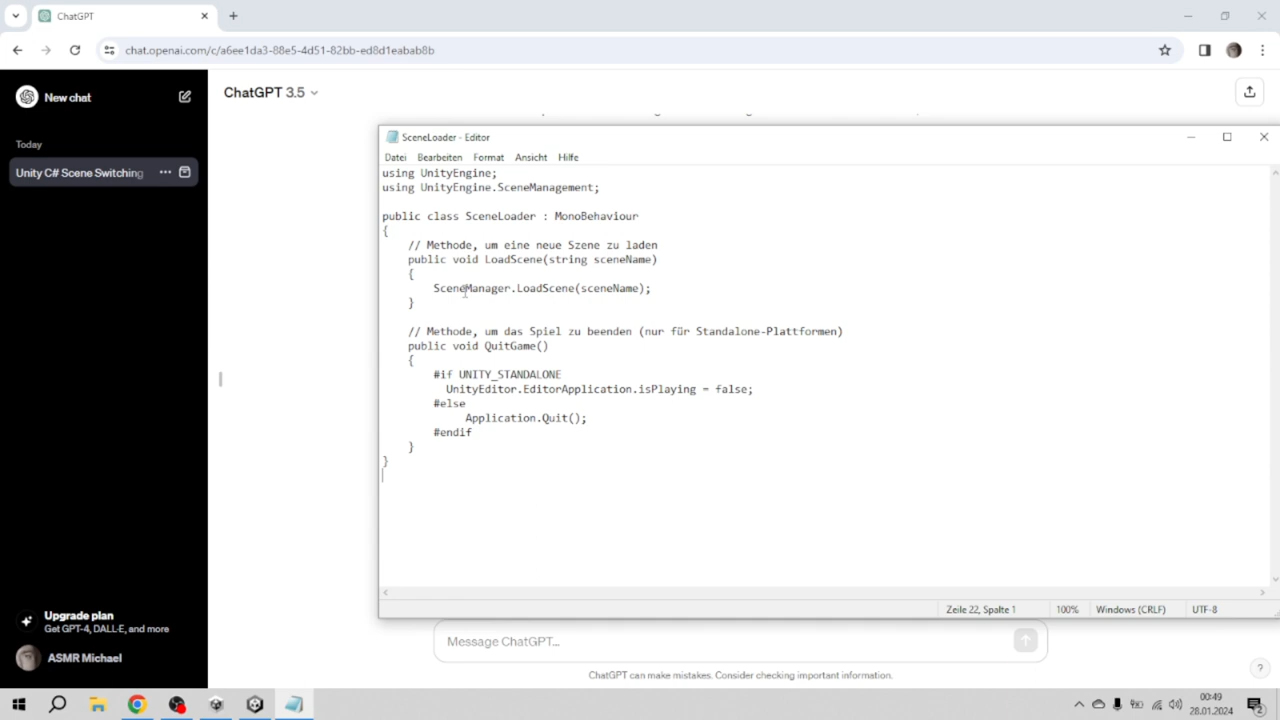 ChatGPT
chat.openai.com/c/a6ee1da3-88e5-4d51-82bb-ed8d1eabab8b
New chat
Today
Unity C# Scene Switching
Upgrade plan
Get GPT-4, DALL·E, and more
ASMR Michael
ChatGPT 3.5
SceneLoader - Editor
Datei Bearbeiten Format Ansicht Hilfe
using UnityEngine;
using UnityEngine.SceneManagement;
public class SceneLoader : MonoBehaviour
{
// Methode, um eine neue Szene zu laden
public void LoadScene(string sceneName)
{
SceneManager.LoadScene(sceneName);
}
// Methode, um das Spiel zu beenden (nur für Standalone-Plattformen)
public void QuitGame()
{
#if UNITY_STANDALONE
UnityEditor.EditorApplication.isPlaying = false;
#else
Application.Quit();
#endif
}
}
Zeile 22, Spalte 1 100% Windows (CRLF) UTF-8
Message ChatGPT...
ChatGPT can make mistakes. Consider checking important information.
?
00:49
28.01.2024
2